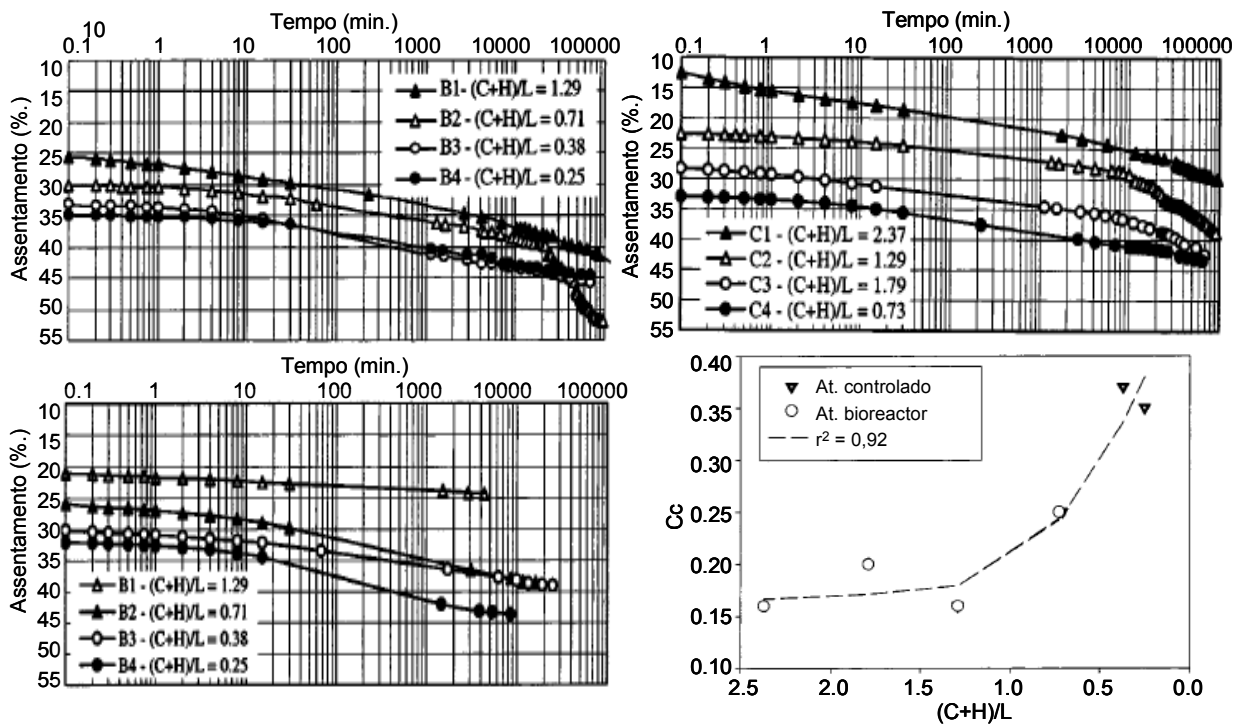 Tempo (min.)
10
0.1 1 10 100 1000 10000 100000
Assentamento (%.)
10
15
20
25
30
35
40
45
50
55
B1- (C+H)/L = 1.29
B2 - (C+H)/L = 0.71
B3 - (C+H)/L = 0.38
B4 - (C+H)/L = 0.25
Tempo (min.)
0.1 1 10 100 1000 10000 100000
Assentamento (%.)
10
15
20
25
30
35
40
45
50
55
C1 - (C+H)/L = 2.37
C2 - (C+H)/L = 1.29
C3 - (C+H)/L = 1.79
C4 - (C+H)/L = 0.73
Tempo (min.)
0.1 1 10 100 1000 10000 100000
Assentamento (%.)
10
15
20
25
30
35
40
45
50
55
B1 - (C+H)/L = 1.29
B2 - (C+H)/L = 0.71
B3 - (C+H)/L = 0.38
B4 - (C+H)/L = 0.25
Cc
0.40
0.35
0.30
0.25
0.20
0.15
0.10
At. controlado
At. bioreactor
r² = 0,92
2.5 2.0 1.5 1.0 0.5 0.0
(C+H)/L